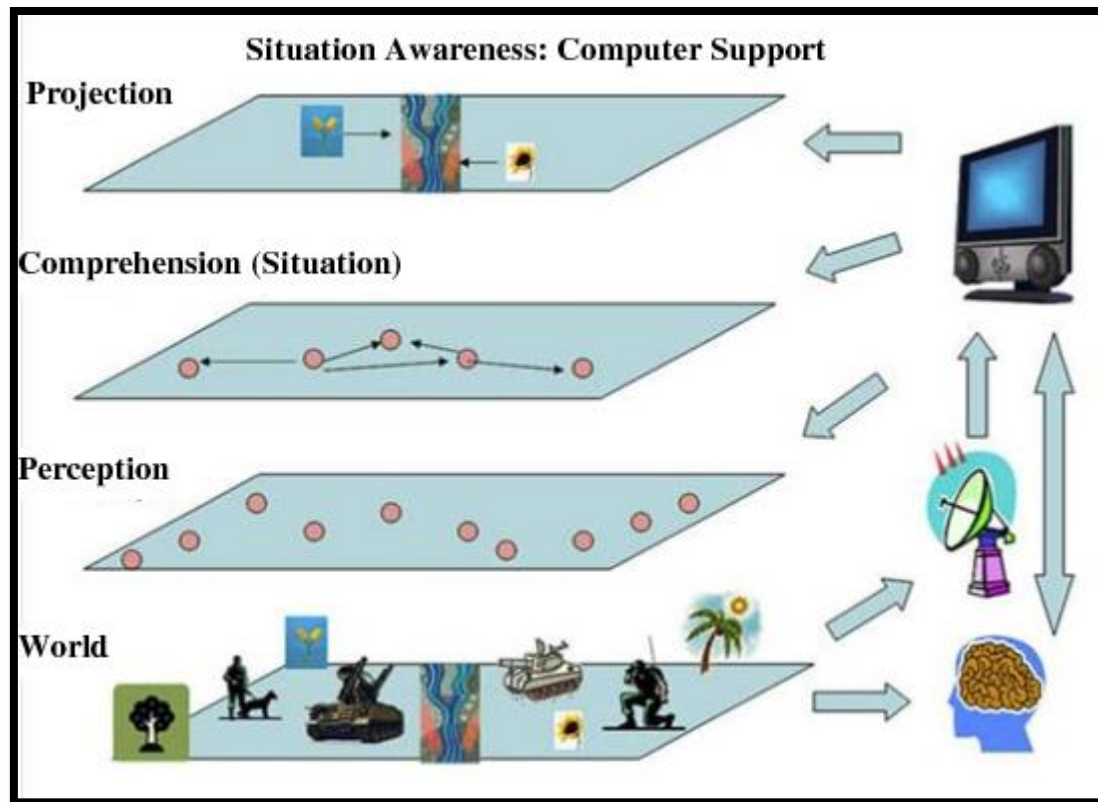 Situation Awareness: Computer Support
Projection
Comprehension (Situation)
Perception
World